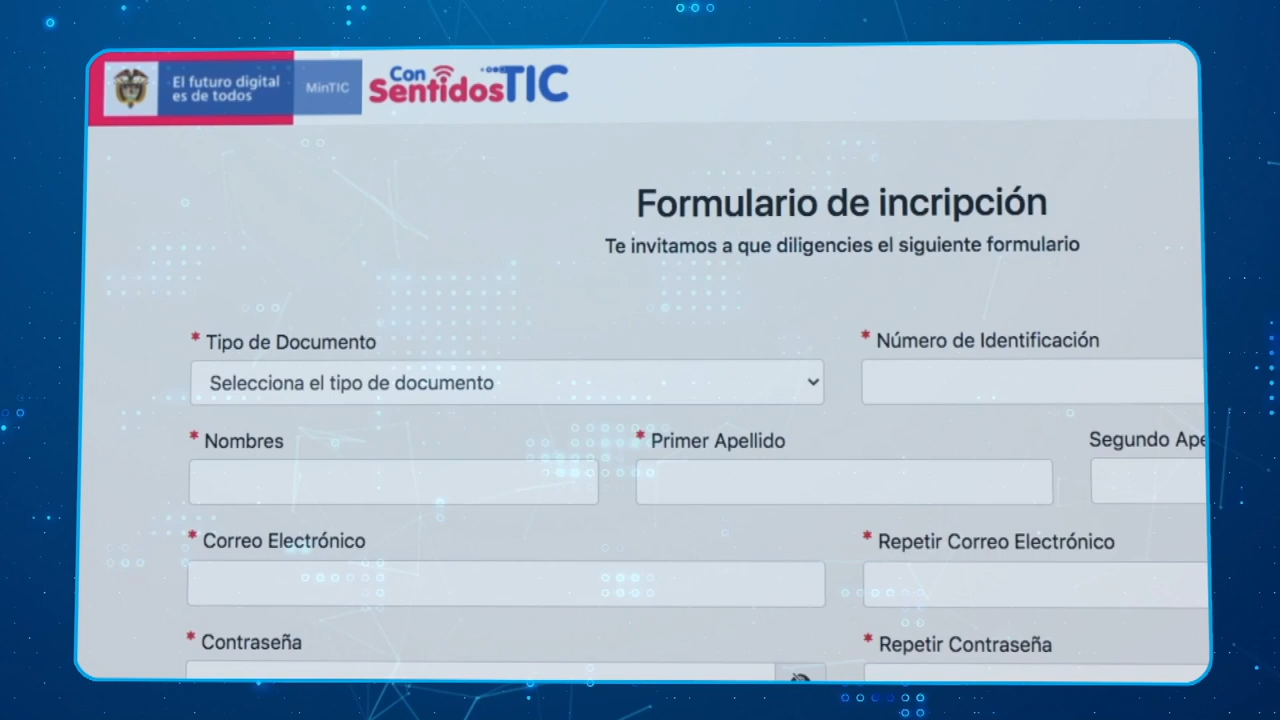 El futuro digital
es de todos
MinTIC
Con
SentidosTIC
Formulario de incripción
Te invitamos a que diligencies el siguiente formulario
* Tipo de Documento
* Número de Identificación
Selecciona el tipo de documento
* Nombres
* Primer Apellido
Segundo Ape
* Correo Electrónico
* Repetir Correo Electrónico
* Contraseña
* Repetir Contraseña